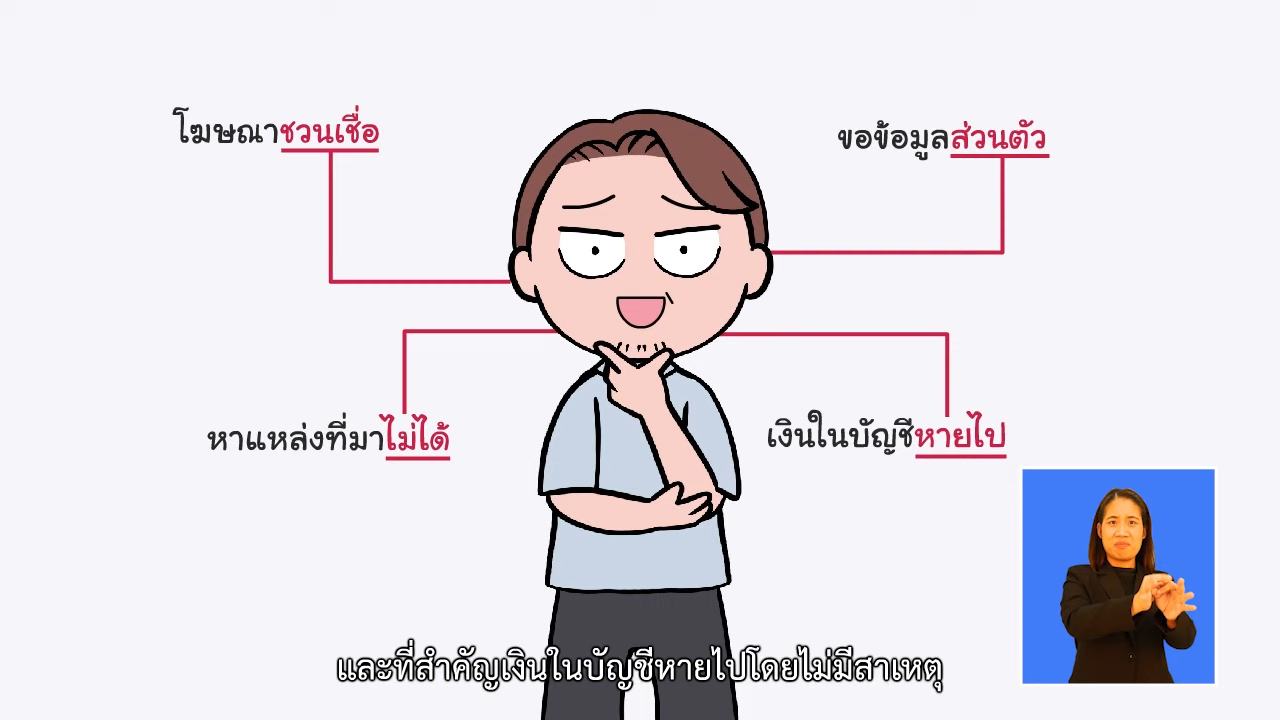 โฆษณาชวนเชื่อ
ขอข้อมูลส่วนตัว
หาแหล่งที่มาไม่ได้
เงินในบัญชีหายไป
และที่สำคัญเงินในบัญชีหายไปโดยไม่มีสาเหตุ